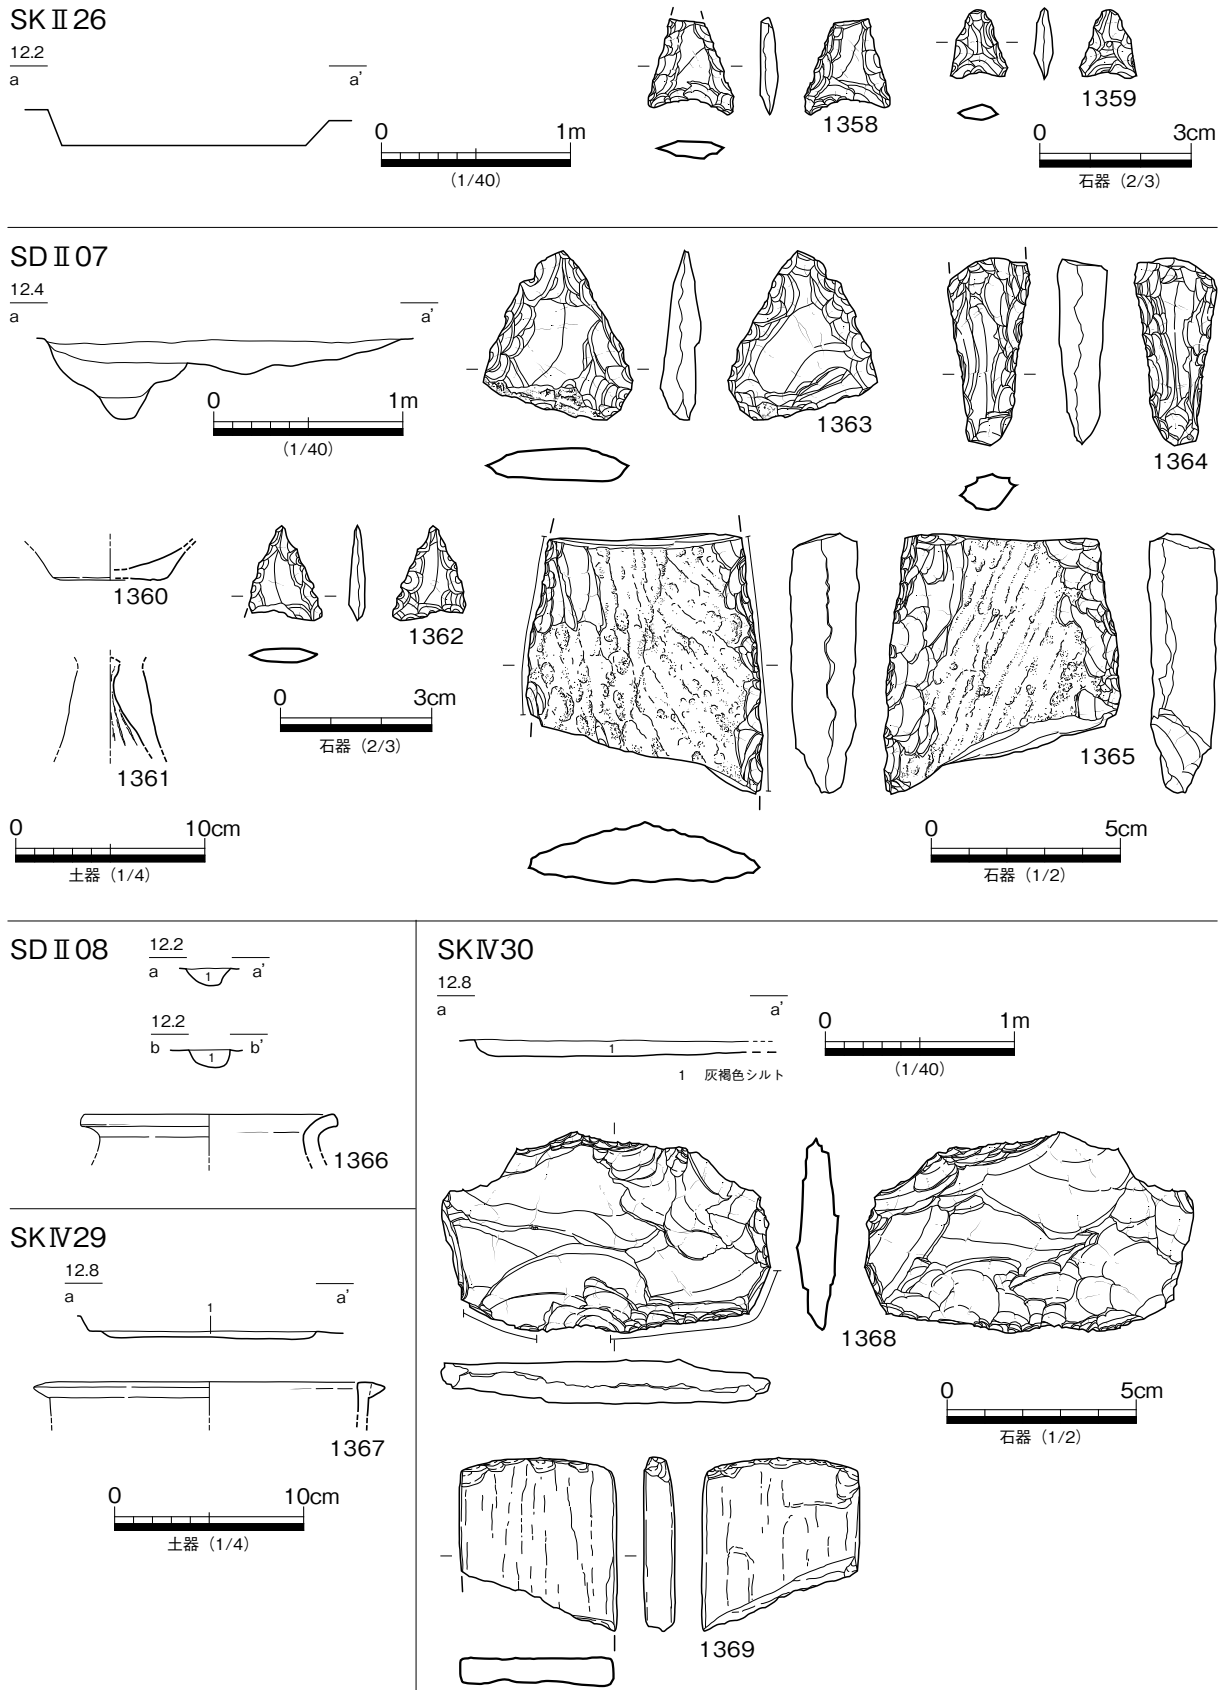 SKⅡ26
12.2
a a'
0 1m
(1/40)
1358
1359
0 3cm
石器（2/3）
SDⅡ07
12.4
a a'
0 1m
(1/40)
1363
1364
1360
1362
1361
0 3cm
石器（2/3）
1365
0 10cm
土器（1/4）
0 5cm
石器（1/2）
SDⅡ08
12.2
a a'
1
12.2
b b'
1
1366
SKⅣ29
12.8
a a'
1
1367
0 10cm
土器（1/4）
SKⅣ30
12.8
a a'
1
1 灰褐色シルト
0 1m
(1/40)
1368
0 5cm
石器（1/2）
1369